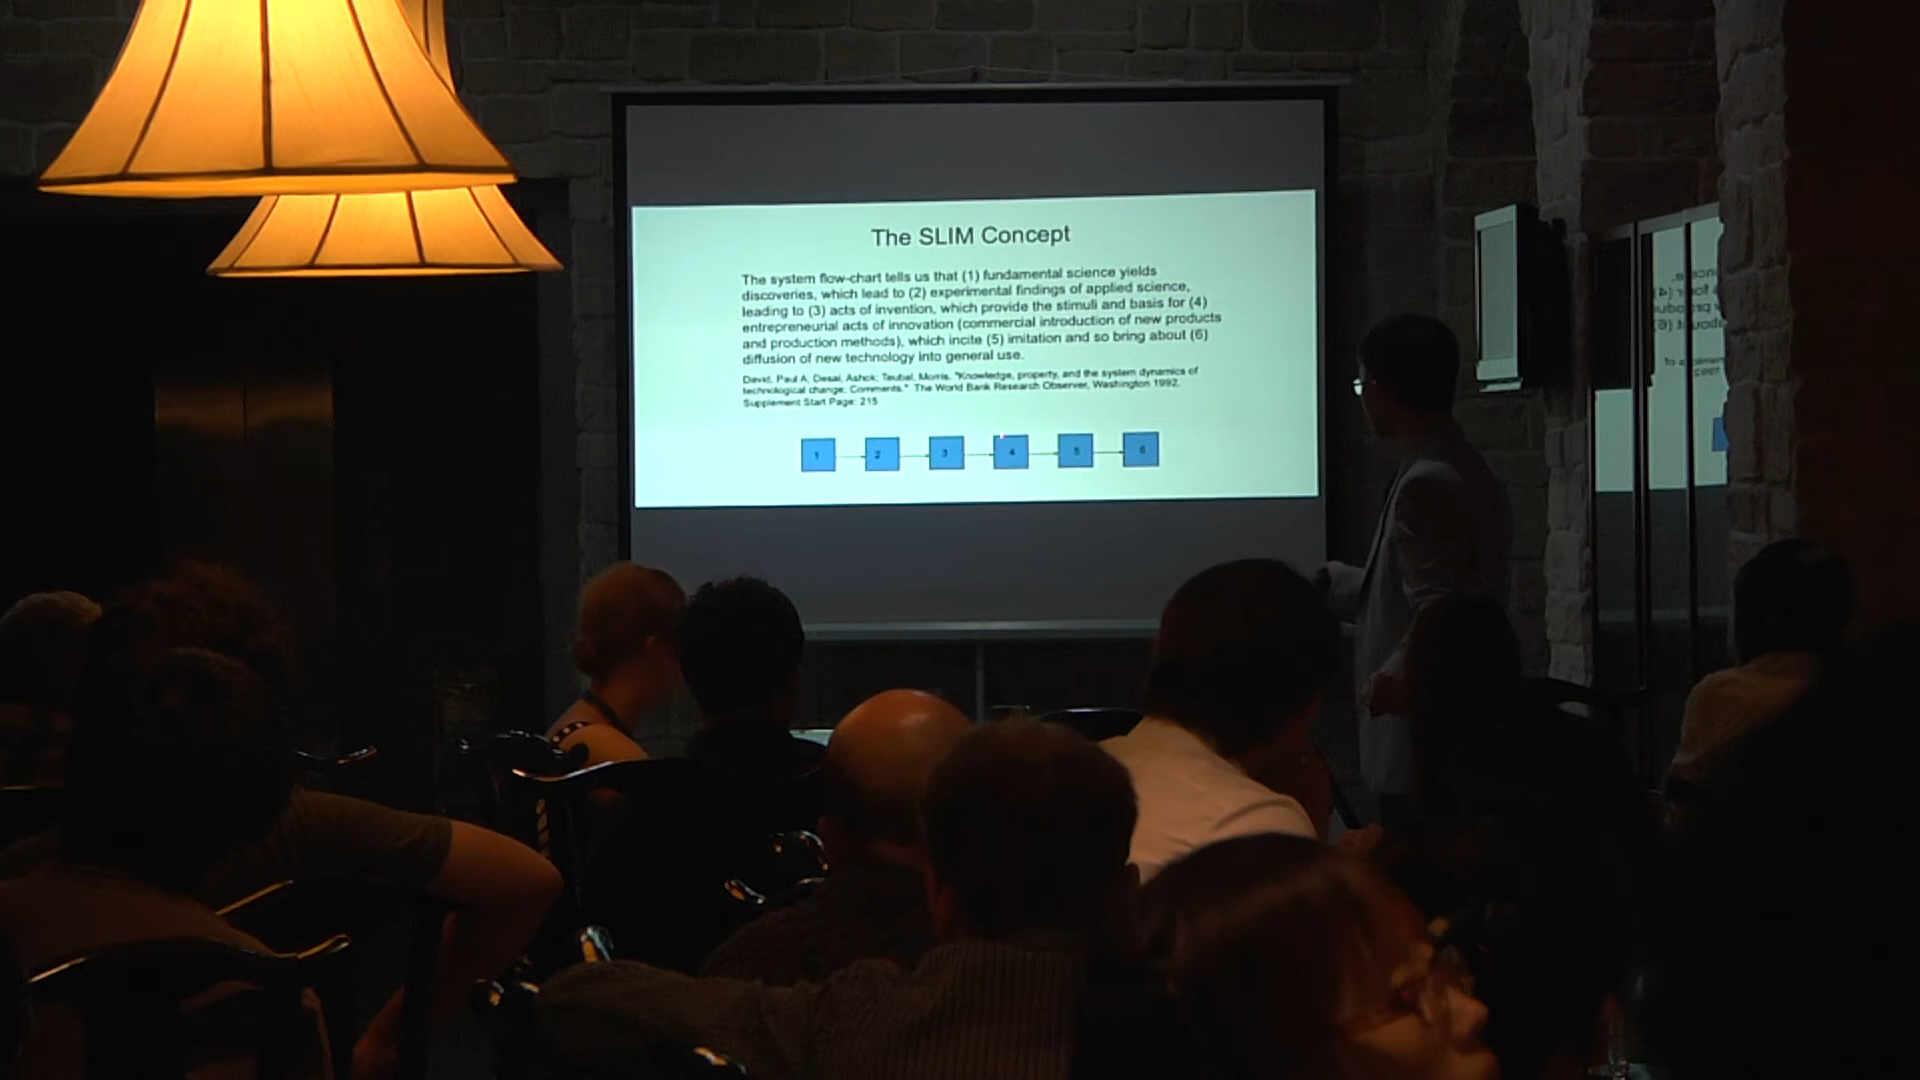 The SLIM Concept
The system flow-chart tells us that (1) fundamental science yields
discoveries, which lead to (2) experimental findings of applied science,
leading to (3) acts of invention, which provide the stimuli and basis for (4)
entrepreneurial acts of innovation (commercial introduction of new products
and production methods), which incite (5) imitation and so bring about (6)
diffusion of new technology into general use.
David, Paul A; Desai, Ashok; Teubal, Morris. "Knowledge, property, and the system dynamics of
technological change; Comments." The World Bank Research Observer, Washington 1992,
Supplement Start Page: 215
1 2 3 4 5 6